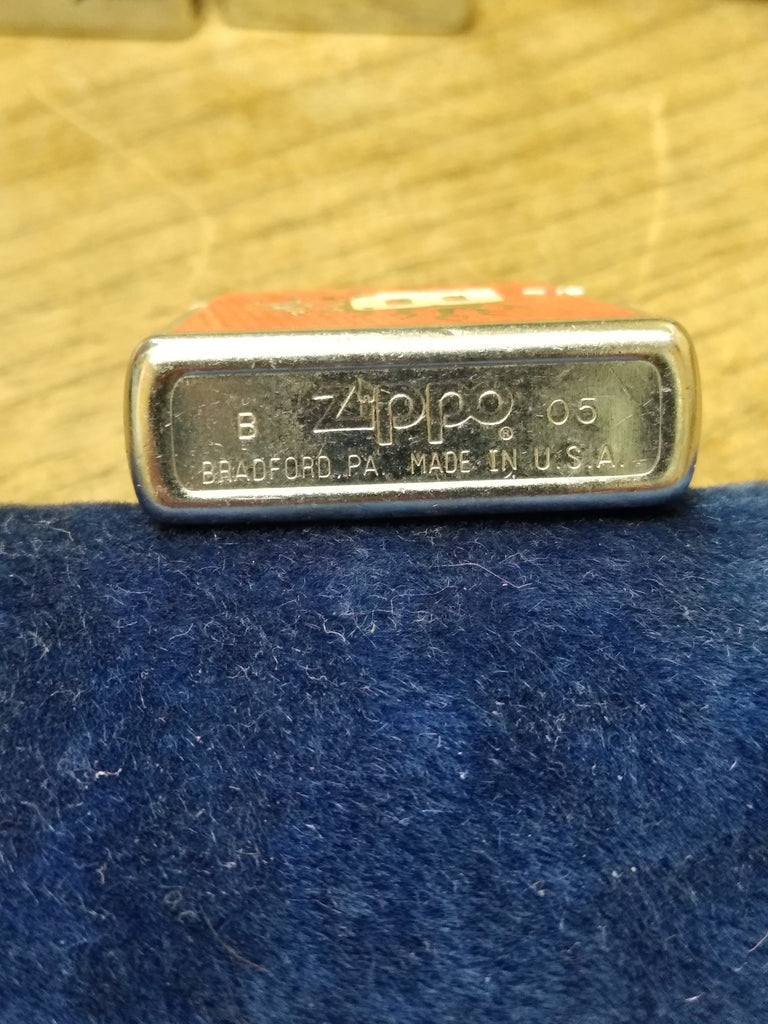 B Zippo® 05
BRADFORD, PA. MADE IN U.S.A.